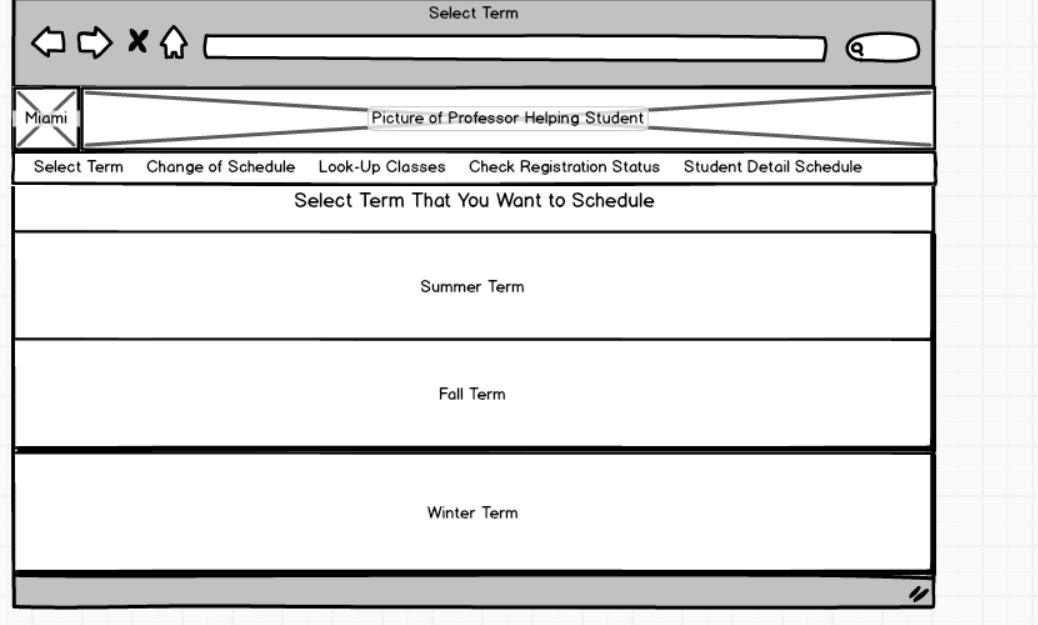 Select Term
Miami
Picture of Professor Helping Student
Select Term Change of Schedule Look-Up Classes Check Registration Status Student Detail Schedule
Select Term That You Want to Schedule
Summer Term
Fall Term
Winter Term